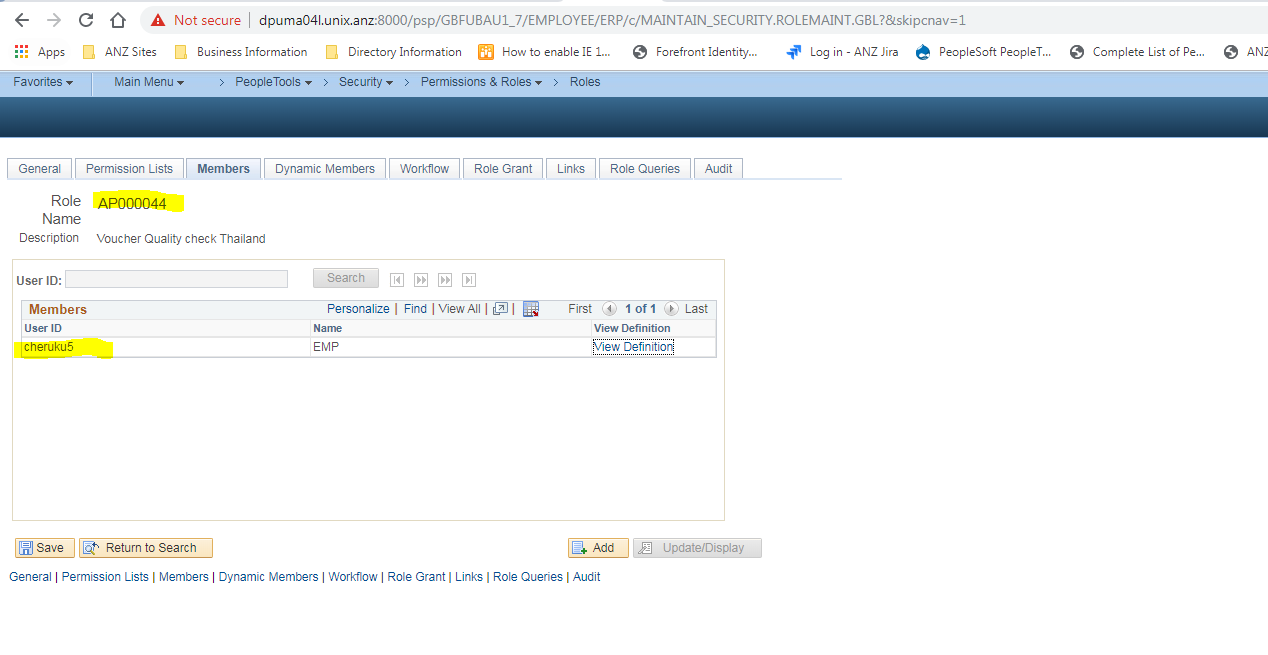 Not secure | dpuma04l.unix.anz:8000/psp/GBFUBAU1_7/EMPLOYEE/ERP/c/MAINTAIN_SECURITY.ROLEMAINT.GBL?&skipcnav=1
Apps ANZ Sites Business Information Directory Information How to enable IE 1... Forefront Identity... Log in - ANZ Jira PeopleSoft PeopleT... Complete List of Pe... ANZ
Favorites Main Menu > PeopleTools > Security > Permissions & Roles > Roles
General Permission Lists Members Dynamic Members Workflow Role Grant Links Role Queries Audit
Role Name AP000044
Description Voucher Quality check Thailand
User ID: Search
Members Personalize | Find | View All | | First 1 of 1 Last
User ID Name View Definition
cheruku5 EMP View Definition
Save Return to Search Add Update/Display
General | Permission Lists | Members | Dynamic Members | Workflow | Role Grant | Links | Role Queries | Audit